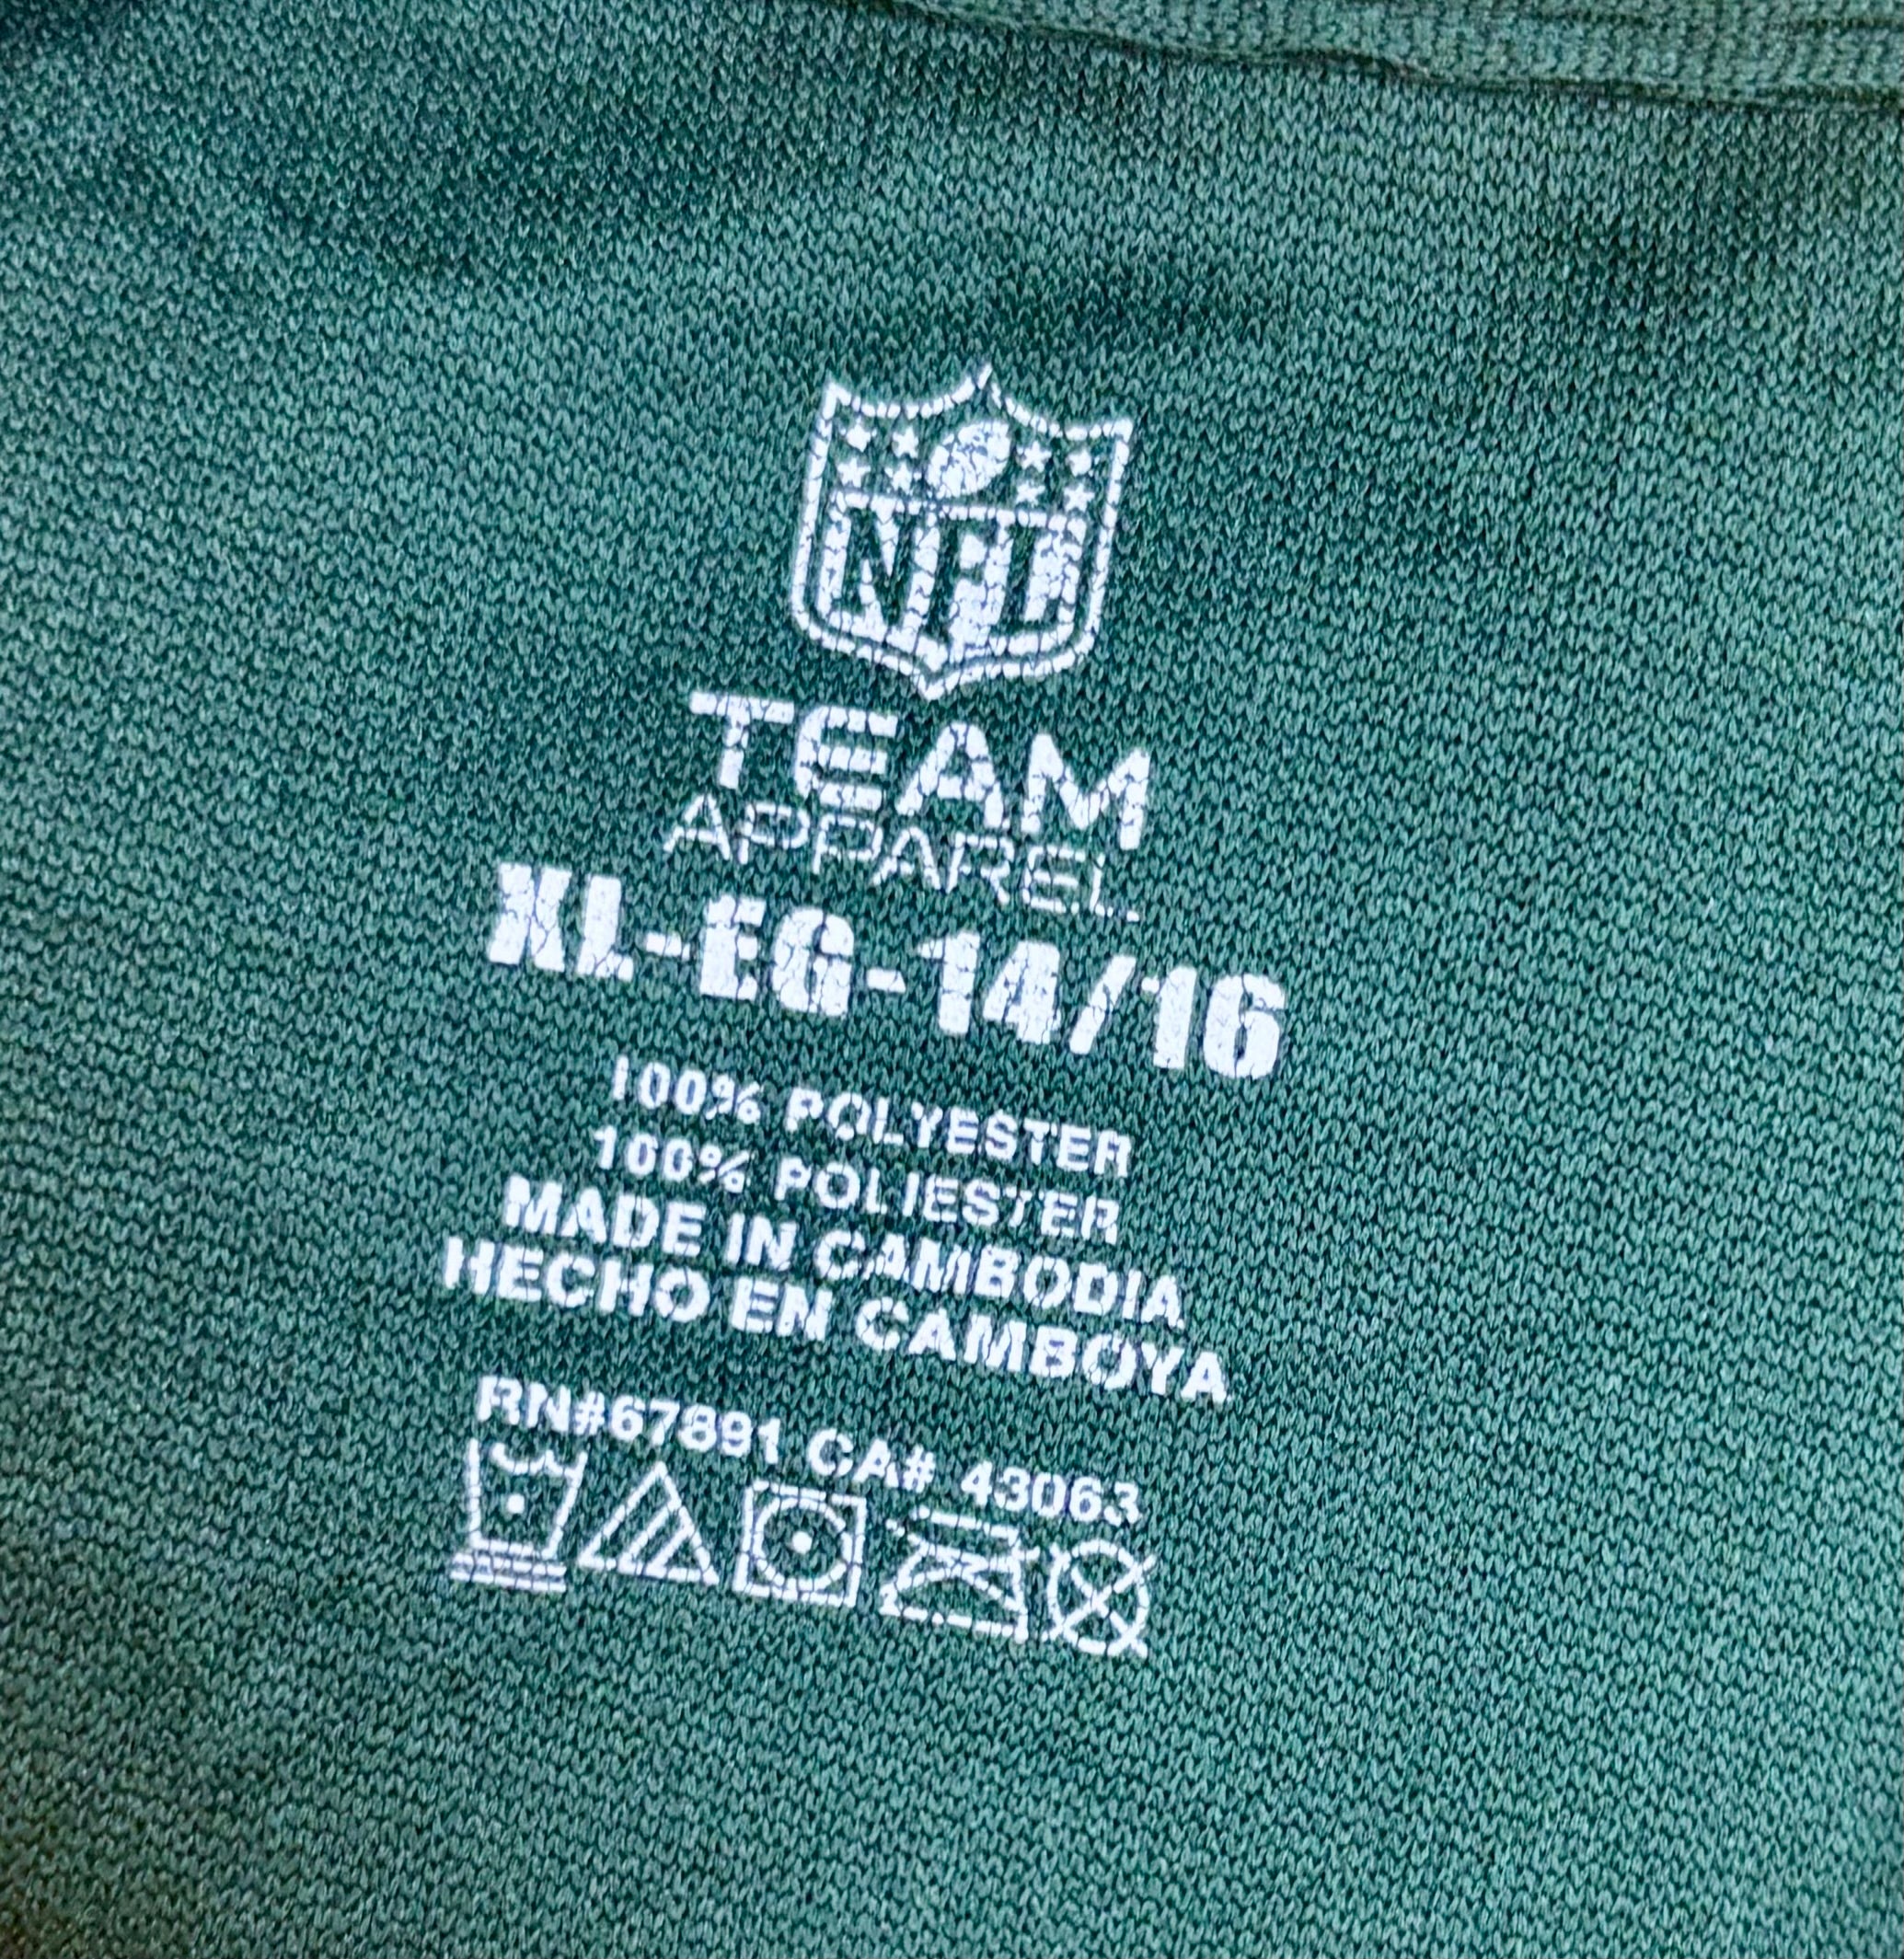 NFL
TEAM
APPAREL
XL-EG-14/16
100% POLYESTER
100% POLIESTER
MADE IN CAMBODIA
HECHO EN CAMBOYA
RN#67891 CA# 43063